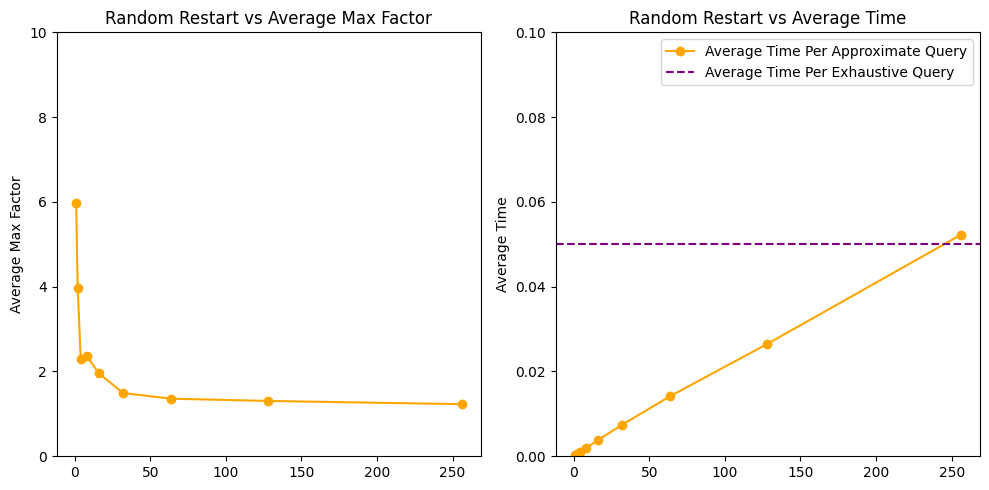 Random Restart vs Average Max Factor
Average Max Factor
10
8
6
4
2
0
0 50 100 150 200 250
Random Restart vs Average Time
Average Time Per Approximate Query
Average Time Per Exhaustive Query
Average Time
0.10
0.08
0.06
0.04
0.02
0.00
0 50 100 150 200 250